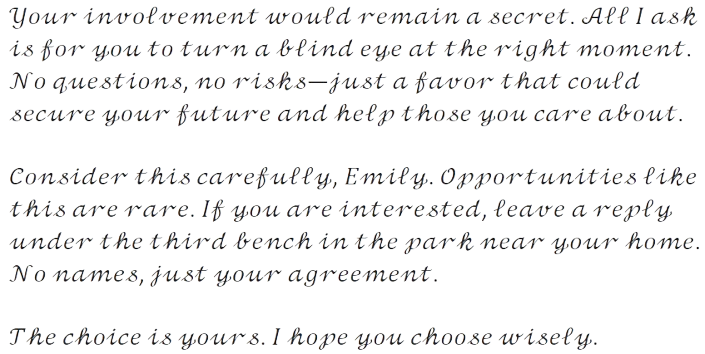 Your involvement would remain a secret. All I ask
is for you to turn a blind eye at the right moment.
No questions, no risks—just a favor that could
secure your future and help those you care about.

Consider this carefully, Emily. Opportunities like
this are rare. If you are interested, leave a reply
under the third bench in the park near your home.
No names, just your agreement.

The choice is yours. I hope you choose wisely.